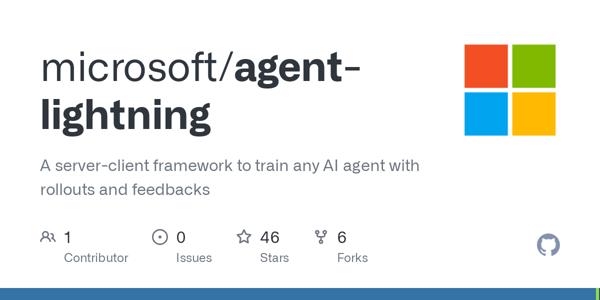 microsoft/agent-
lightning
A server-client framework to train any AI agent with
rollouts and feedbacks
1 0 46 6
Contributor Issues Stars Forks